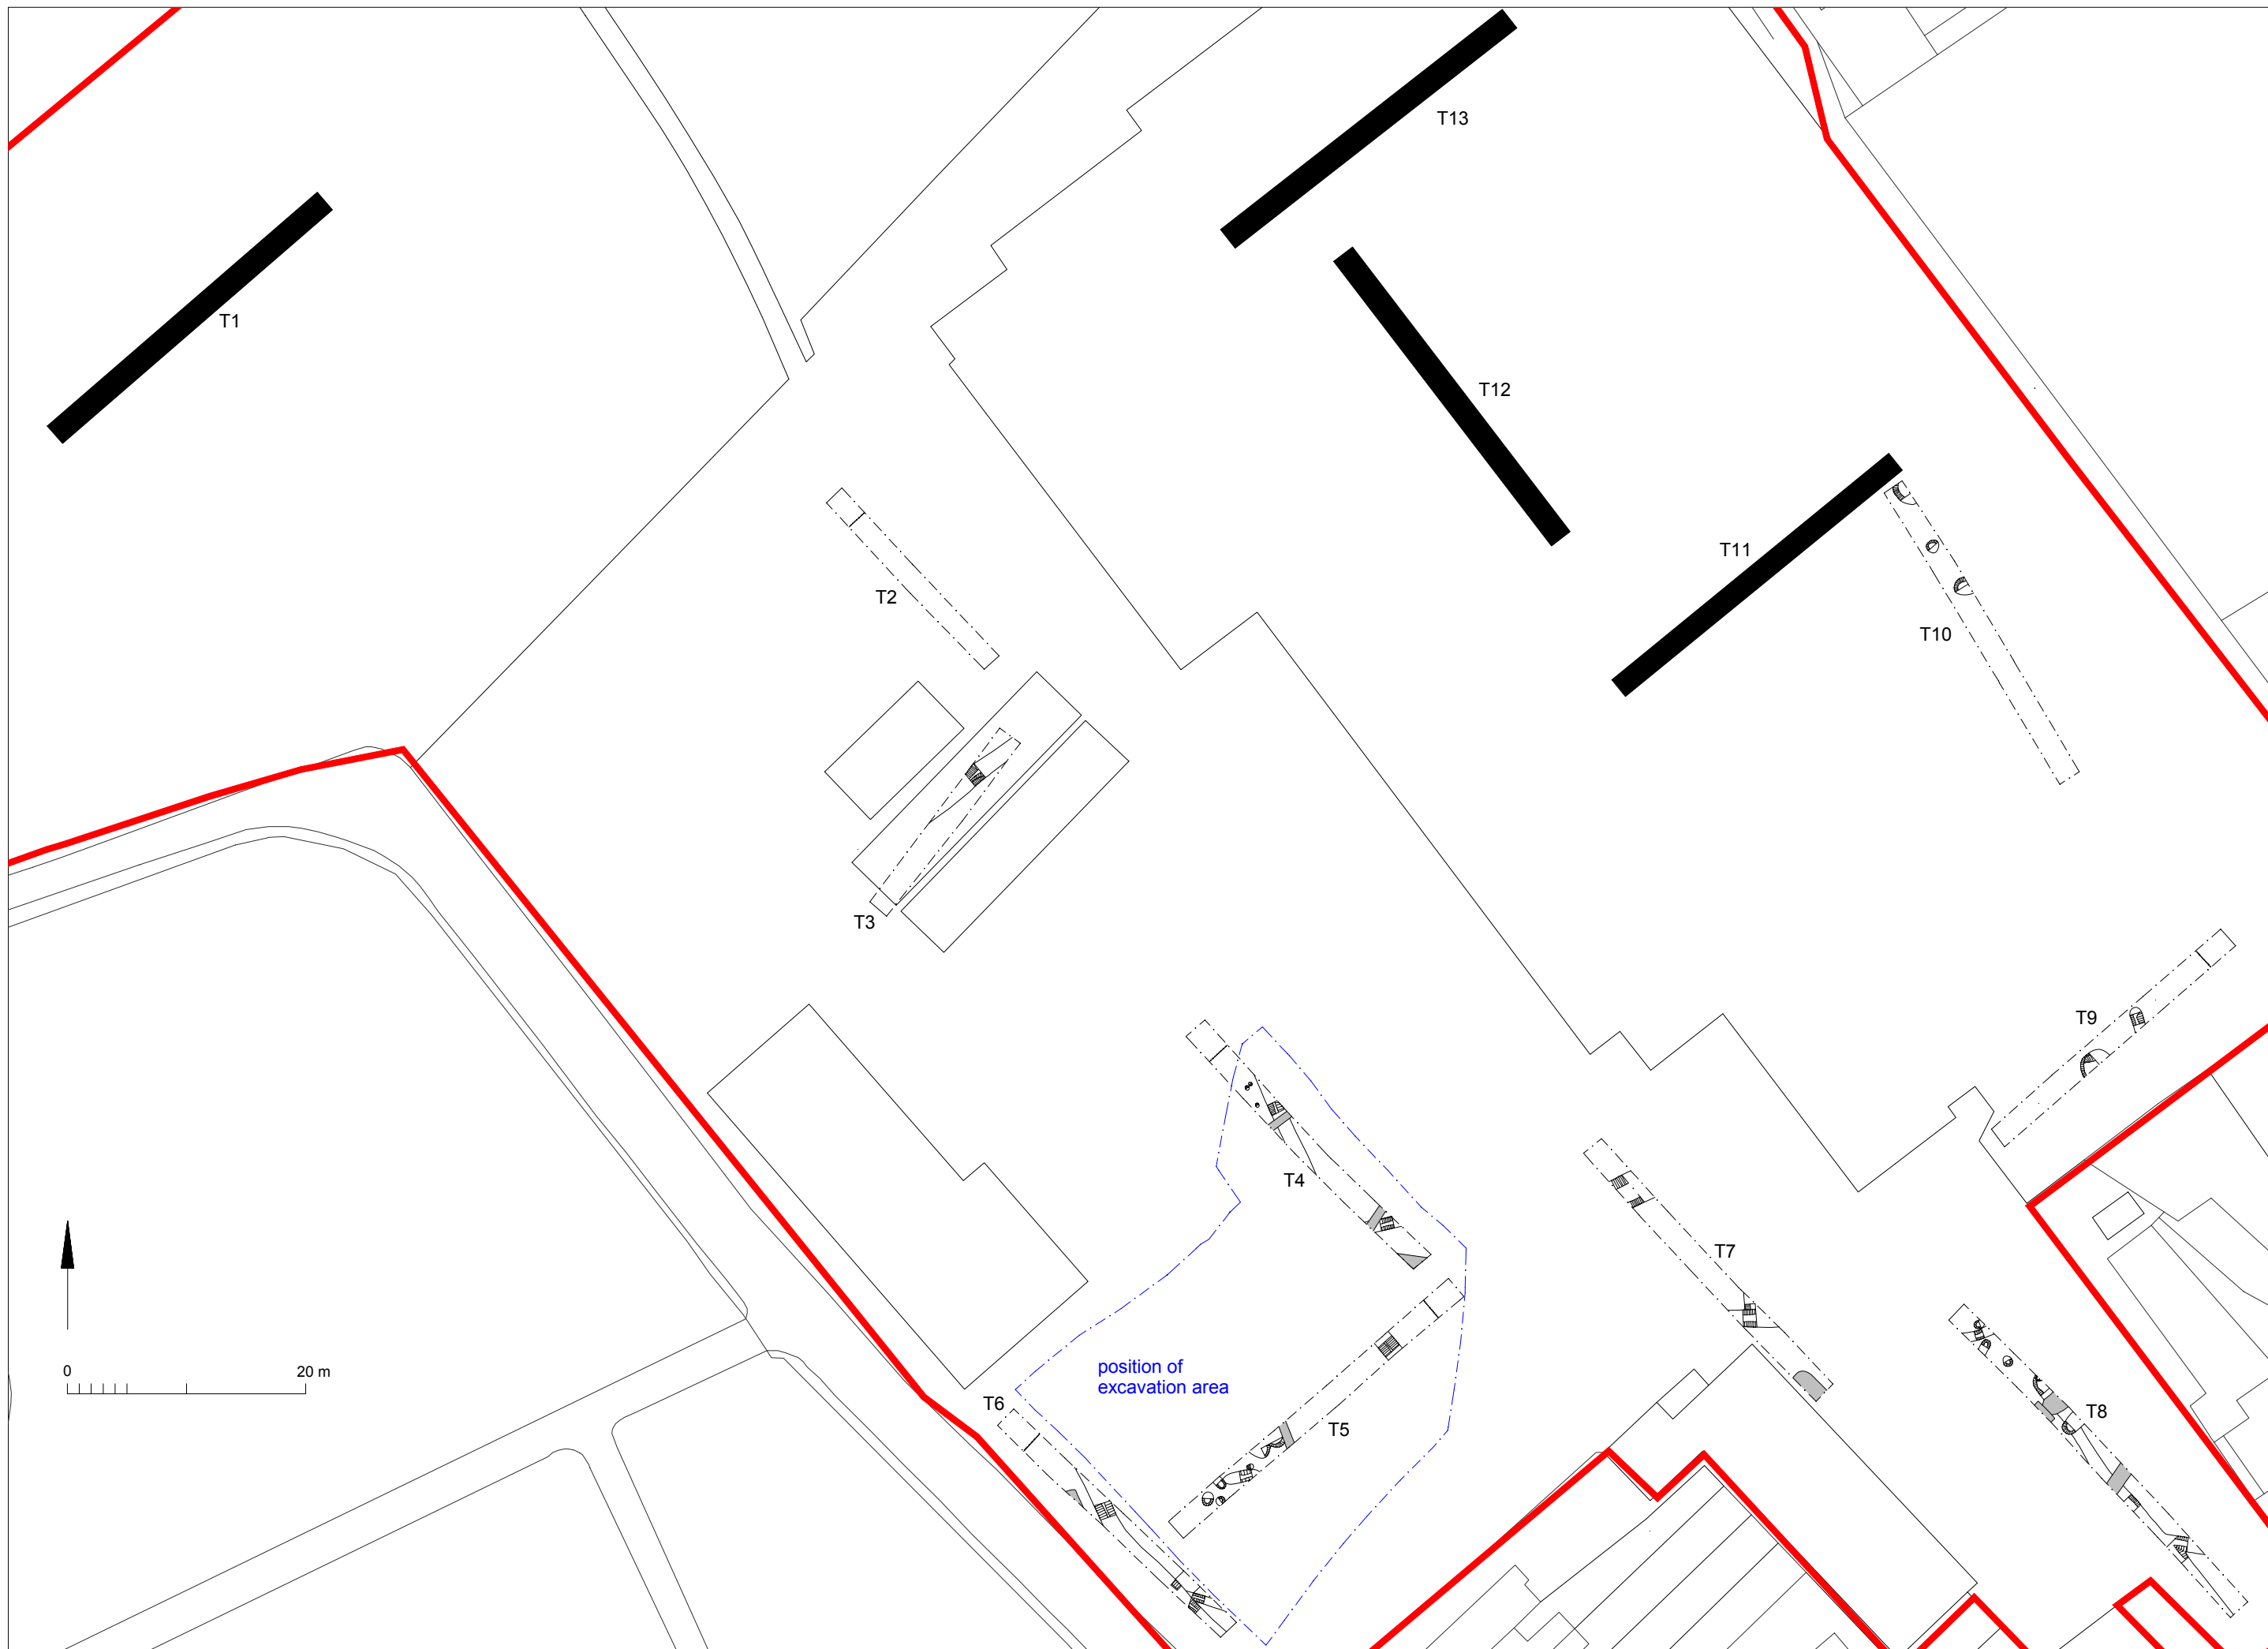 T13
T1
T12
T11
T2
T10
T3
T9
T4
T7
0
20 m
position of
excavation area
T6
T8
T5